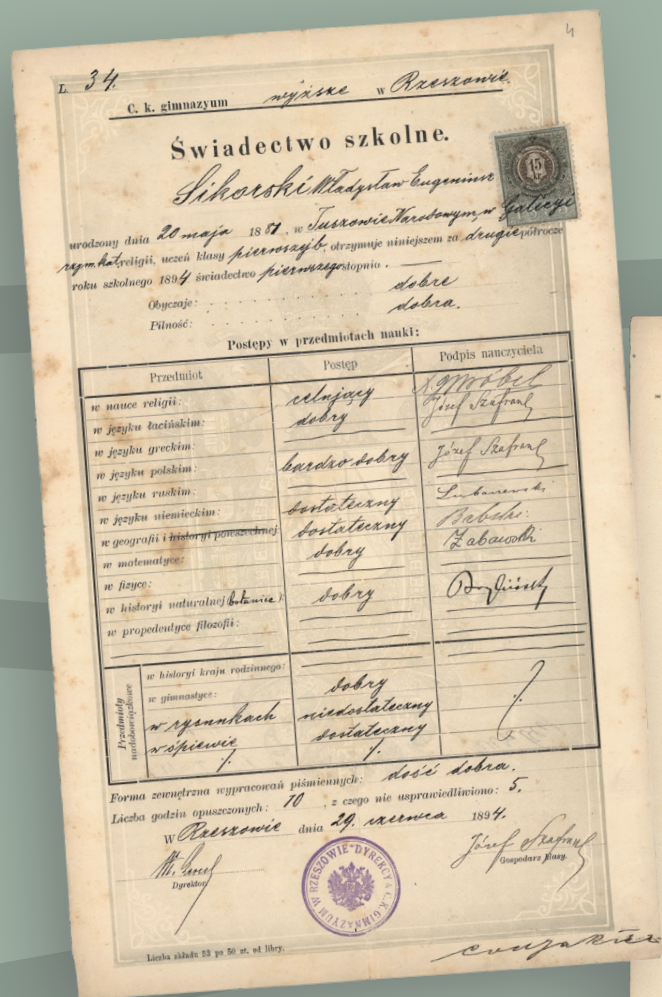 4
L. 34.
C. k. gimnazyum wyższe w Rzeszowie.
Świadectwo szkolne.
15
kr.
Sikorski Władysław Eugeniusz
urodzony dnia 20 maja 1881, w Tuszowie Narodowym, w Galicyi
rzym. kat. religii, uczeń klasy pierwszej b, otrzymuje niniejszem za drugie półrocze
roku szkolnego 1894 świadectwo pierwszego stopnia.
Obyczaje: dobre
Pilność: dobra.
Postępy w przedmiotach nauki:
Przedmiot Postęp Podpis nauczyciela
w nauce religii: celujący
w języku łacińskim: dobry Józef Szafran
w języku greckim:
w języku polskim: bardzo dobry Józef Szafran
w języku ruskim:
w języku niemieckim: dostateczny
w geografii i historyi powszechnej dostateczny
w matematyce: dobry Zabawski
w fizyce:
w historyi naturalnej (botanice): dobry
w propedeutyce filozofii:
Przedmioty nadobowiązkowe
w historyi kraju rodzinnego:
w gimnastyce: dobry
w rysunkach niedostateczny
w śpiewie dostateczny
Forma zewnętrzna wypracowań piśmiennych: dość dobra.
Liczba godzin opuszczonych: 10, z czego nie usprawiedliwiono: 5.
W Rzeszowie dnia 29. czerwca 1894.
Józef Szafran
Dyrektor Gospodarz klasy.
DYREKCYA C.K. GIMNAZYUM W RZESZOWIE
Liczba składu 53 po 50 ct. od libry.